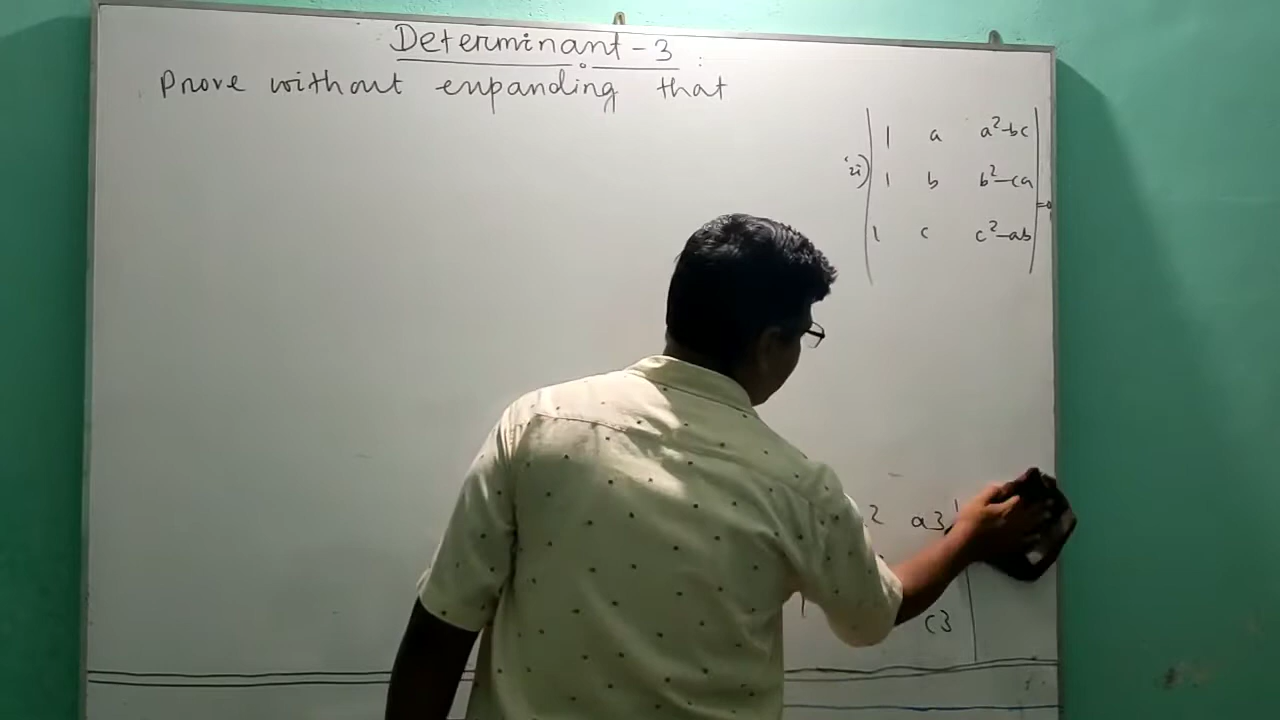 Determinant - 3
Prove without enpanding that
1 a a²-bc
ii) 1 b b²-ca
=0
1 c c²-ab
2 a3
c3